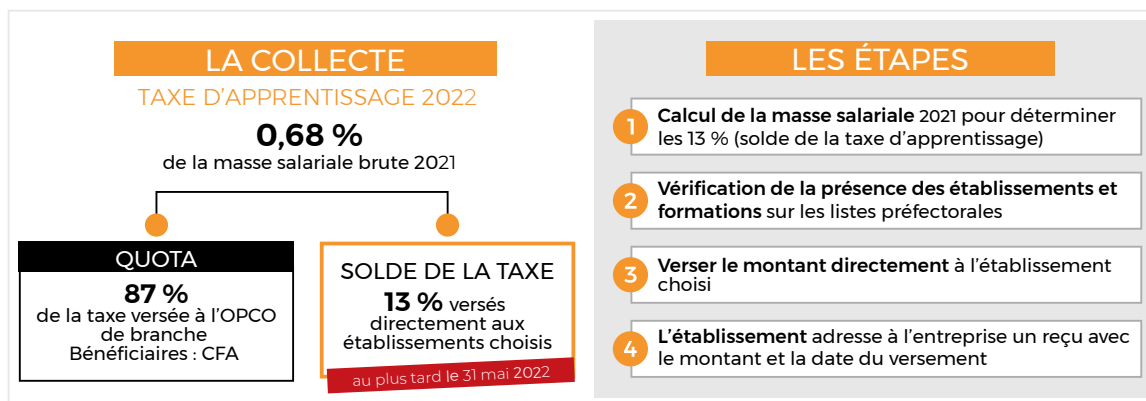 LA COLLECTE
TAXE D'APPRENTISSAGE 2022
0,68 %
de la masse salariale brute 2021
QUOTA
87 %
de la taxe versée à l'OPCO
de branche
Bénéficiaires : CFA
SOLDE DE LA TAXE
13 % versés
directement aux
établissements choisis
au plus tard le 31 mai 2022
LES ÉTAPES
1
Calcul de la masse salariale 2021 pour déterminer
les 13 % (solde de la taxe d'apprentissage)
2
Vérification de la présence des établissements et
formations sur les listes préfectorales
3
Verser le montant directement à l'établissement
choisi
4
L'établissement adresse à l'entreprise un reçu avec
le montant et la date du versement